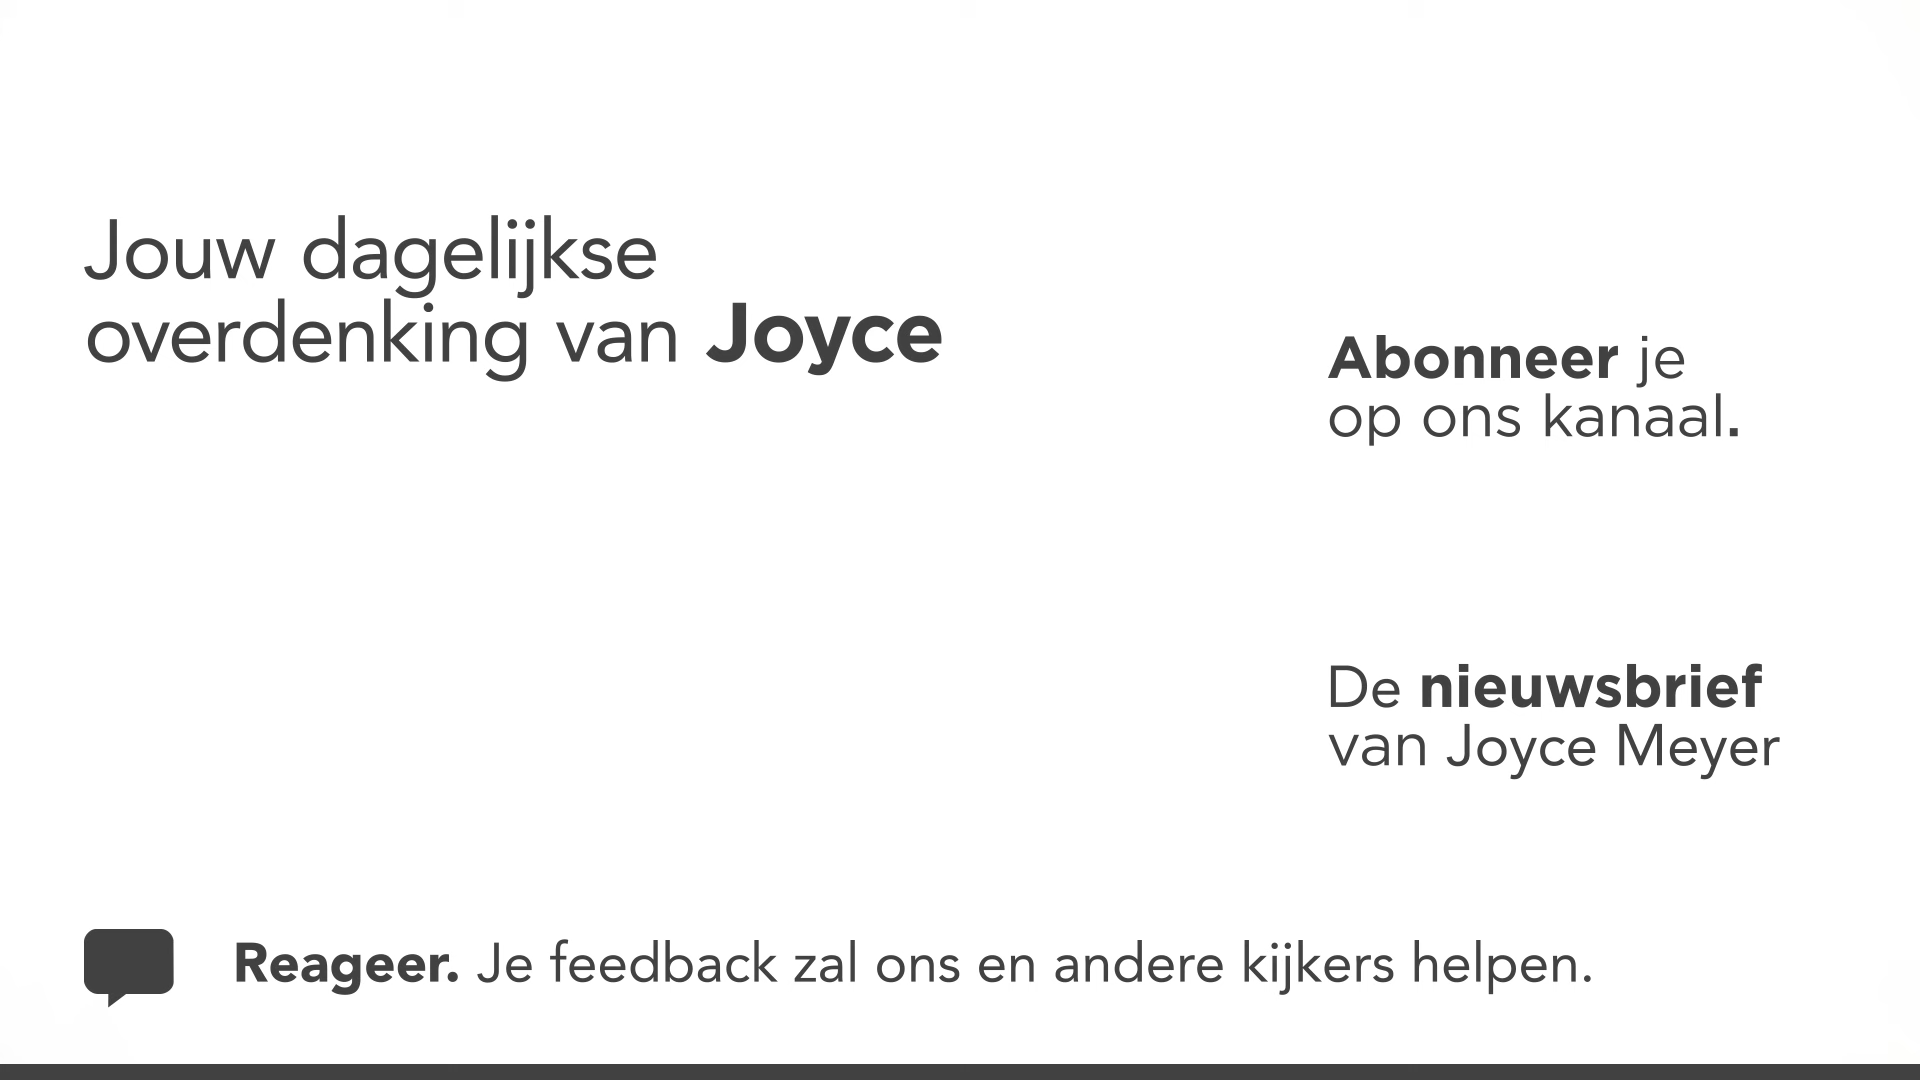 Jouw dagelijkse
overdenking van Joyce
Abonneer je
op ons kanaal.
De nieuwsbrief
van Joyce Meyer
Reageer. Je feedback zal ons en andere kijkers helpen.